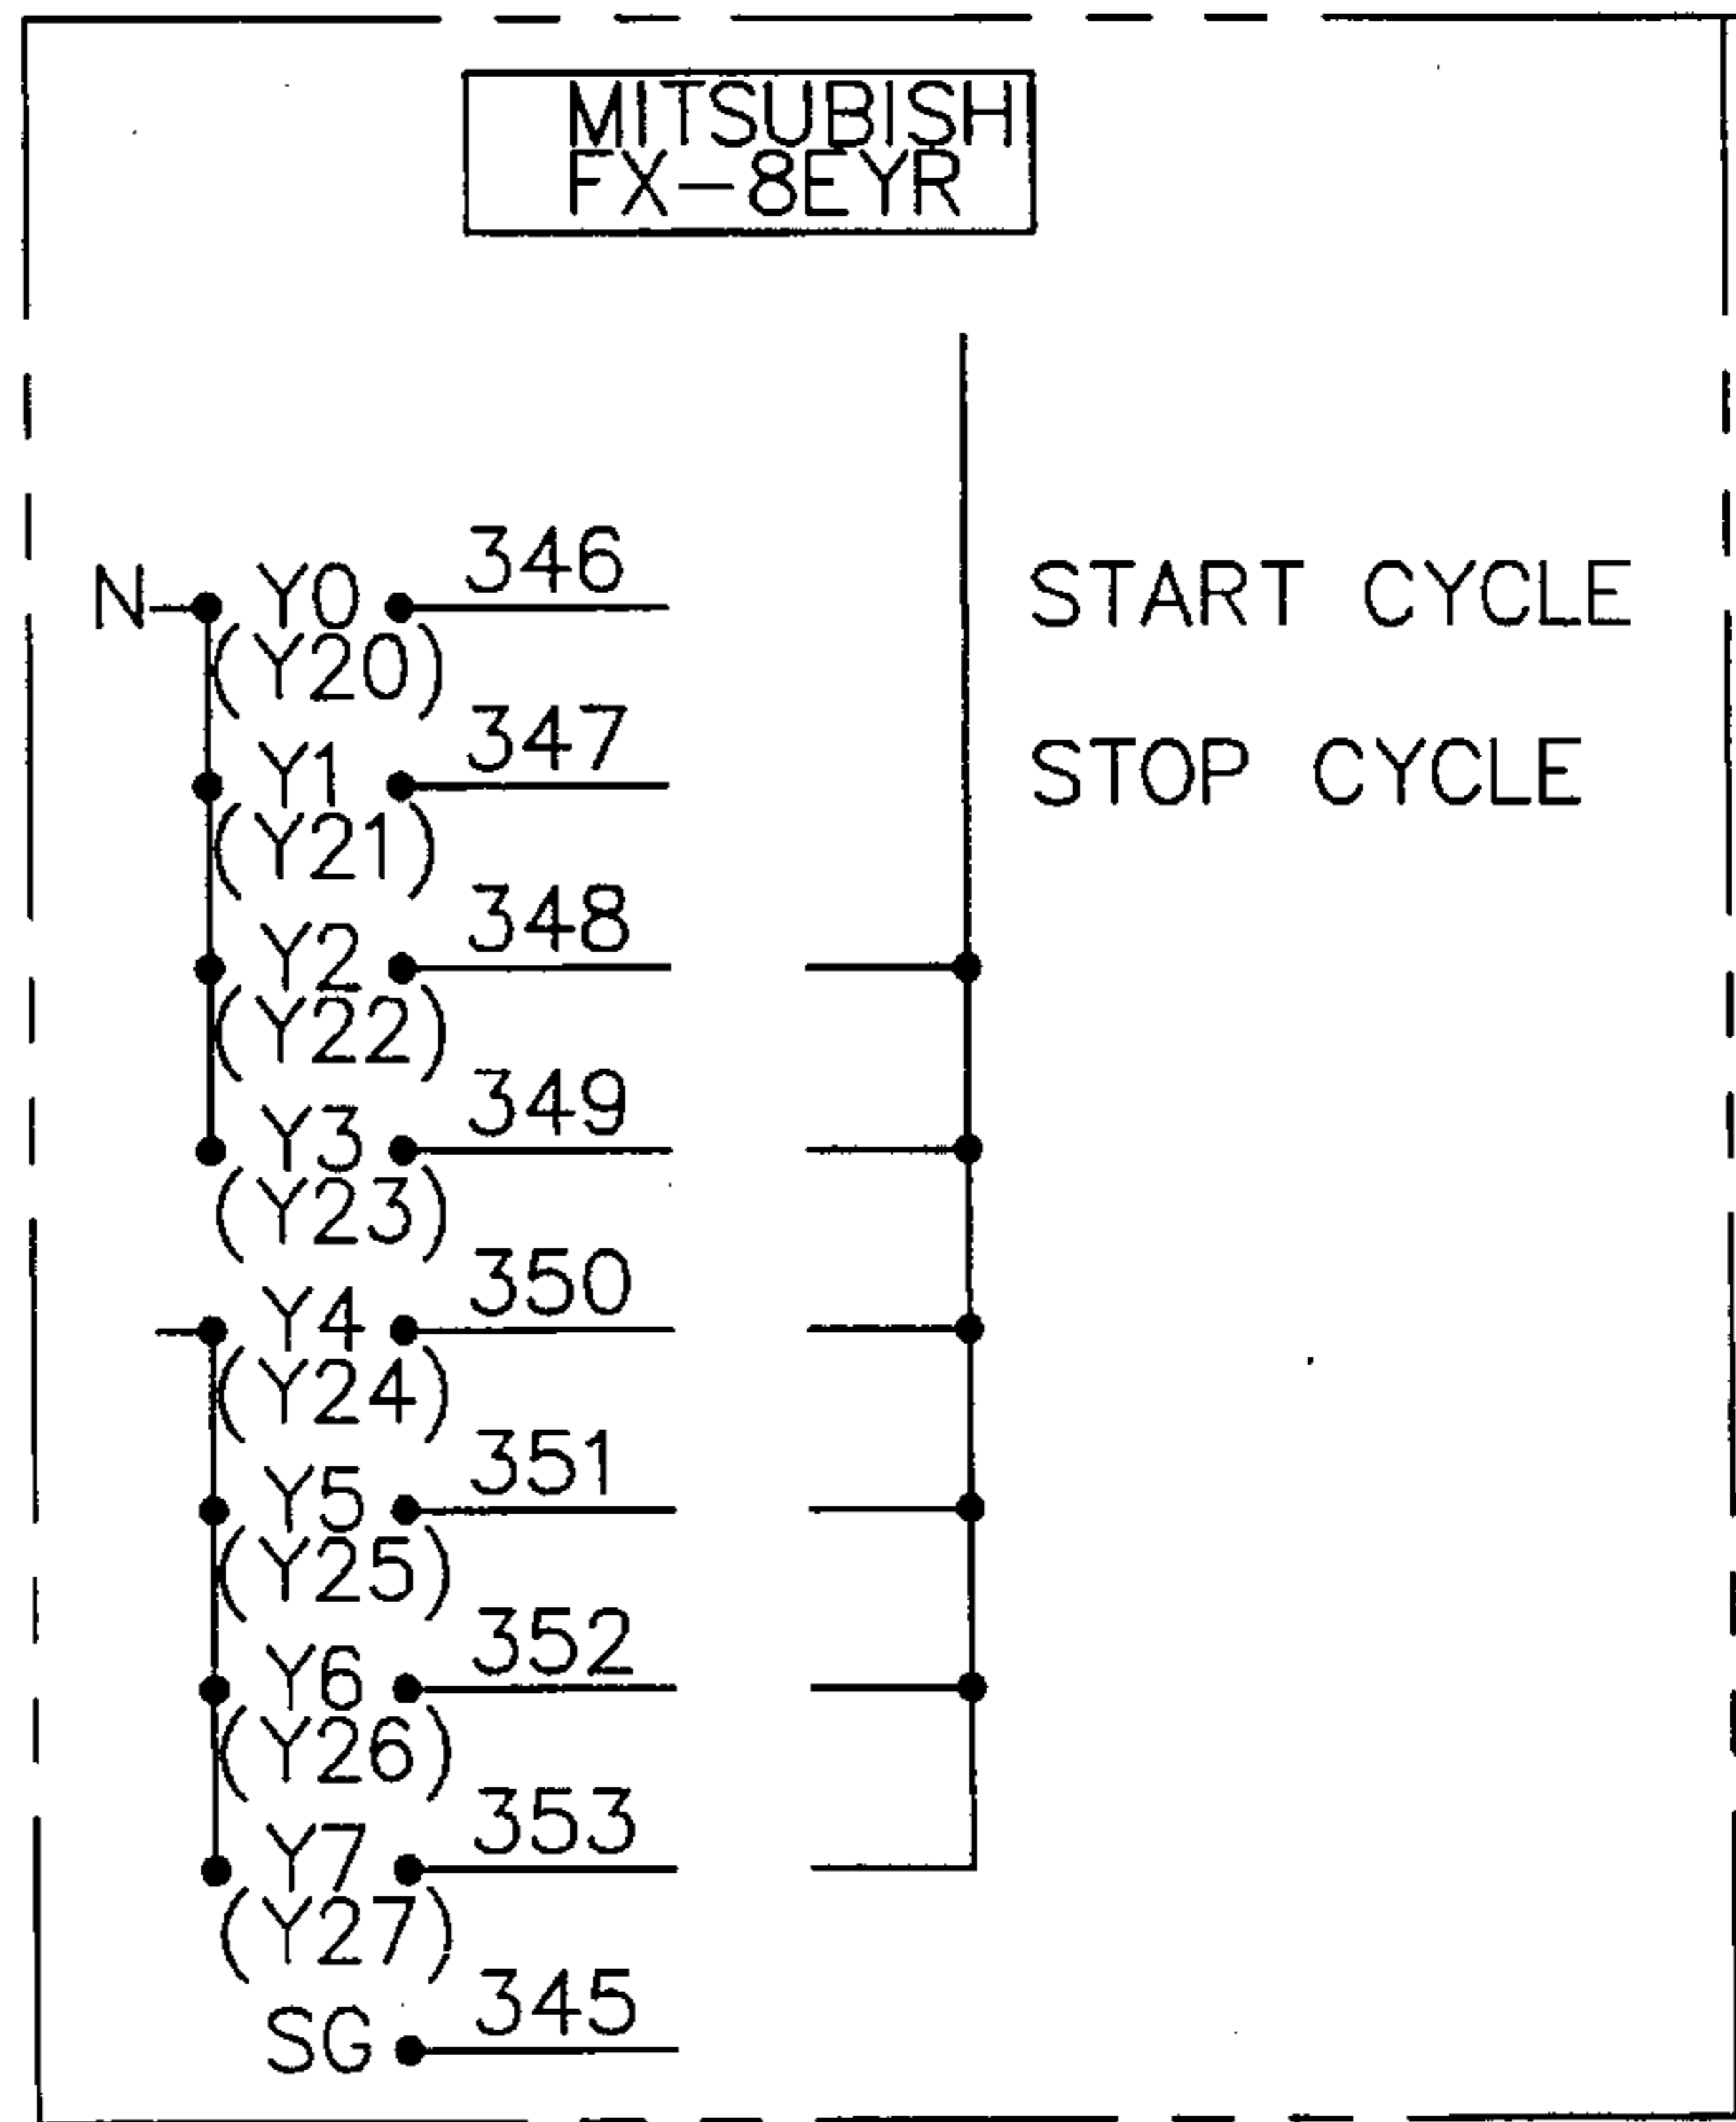 MITSUBISHI
FX-8EYR
346
N Y0 START CYCLE
(Y20)
347
Y1 STOP CYCLE
(Y21)
348
Y2
(Y22)
349
Y3
(Y23)
350
Y4
(Y24)
351
Y5
(Y25)
352
Y6
(Y26)
353
Y7
(Y27)
345
SG